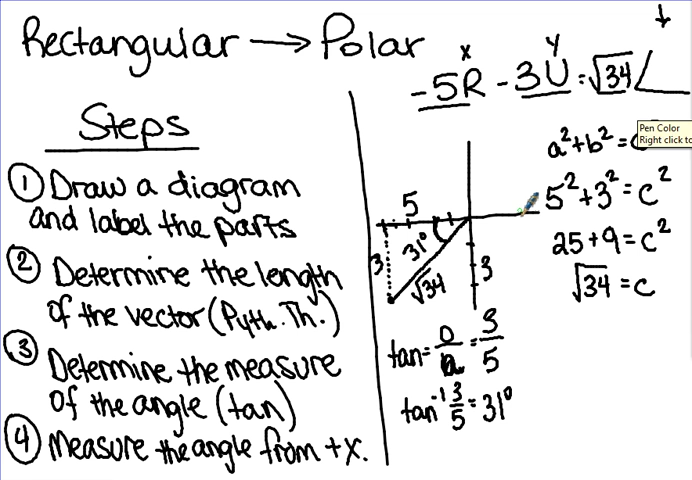 Rectangular → Polar
x y
-5R - 3U = √34 ∠
Steps
① Draw a diagram
and label the parts
② Determine the length
of the vector (Pyth. Th.)
③ Determine the measure
of the angle (tan)
④ Measure the angle from +x.
5
31°
3
√34
3
tan = o/a = 3/5
tan⁻¹ 3/5 = 31°
a² + b² =
5² + 3² = c²
25 + 9 = c²
√34 = c
Pen Color
Right click to